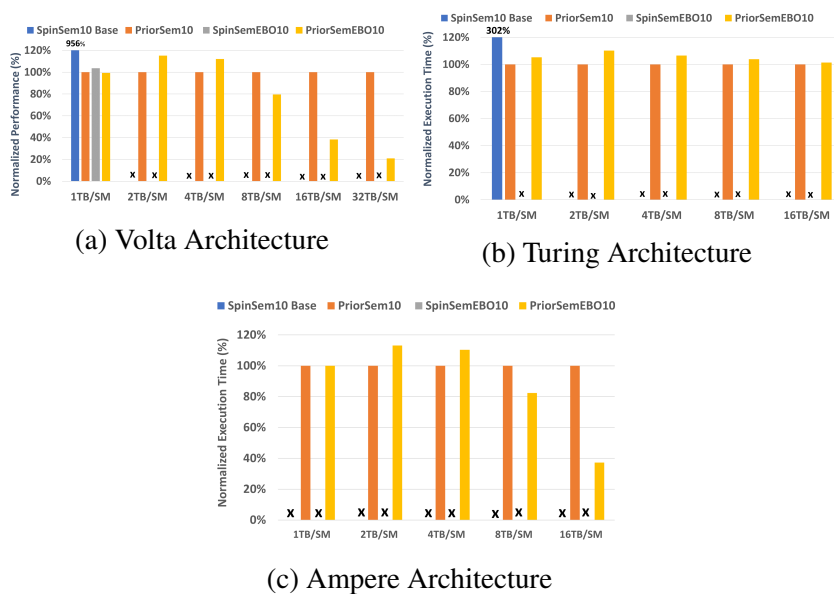 SpinSem10 Base PriorSem10 SpinSemEBO10 PriorSemEBO10
956%
Normalized Performance (%)
120%
100%
80%
60%
40%
20%
0%
x x x x x x x x x x
1TB/SM 2TB/SM 4TB/SM 8TB/SM 16TB/SM 32TB/SM
(a) Volta Architecture
SpinSem10 Base PriorSem10 SpinSemEBO10 PriorSemEBO10
302%
Normalized Execution Time (%)
120%
100%
80%
60%
40%
20%
0%
x x x x x x x x x
1TB/SM 2TB/SM 4TB/SM 8TB/SM 16TB/SM
(b) Turing Architecture
SpinSem10 Base PriorSem10 SpinSemEBO10 PriorSemEBO10
Normalized Execution Time (%)
120%
100%
80%
60%
40%
20%
0%
x x x x x x x x x x
1TB/SM 2TB/SM 4TB/SM 8TB/SM 16TB/SM
(c) Ampere Architecture